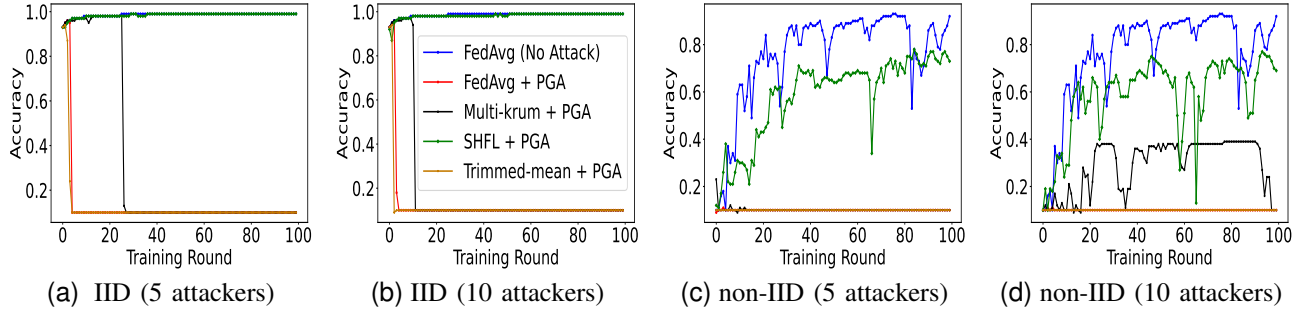 1.0
0.8
0.6
0.4
0.2
Accuracy
0 20 40 60 80 100
Training Round
(a) IID (5 attackers)
1.0
0.8
0.6
0.4
0.2
Accuracy
FedAvg (No Attack)
FedAvg + PGA
Multi-krum + PGA
SHFL + PGA
Trimmed-mean + PGA
0 20 40 60 80 100
Training Round
(b) IID (10 attackers)
0.8
0.6
0.4
0.2
Accuracy
0 20 40 60 80 100
Training Round
(c) non-IID (5 attackers)
0.8
0.6
0.4
0.2
Accuracy
0 20 40 60 80 100
Training Round
(d) non-IID (10 attackers)